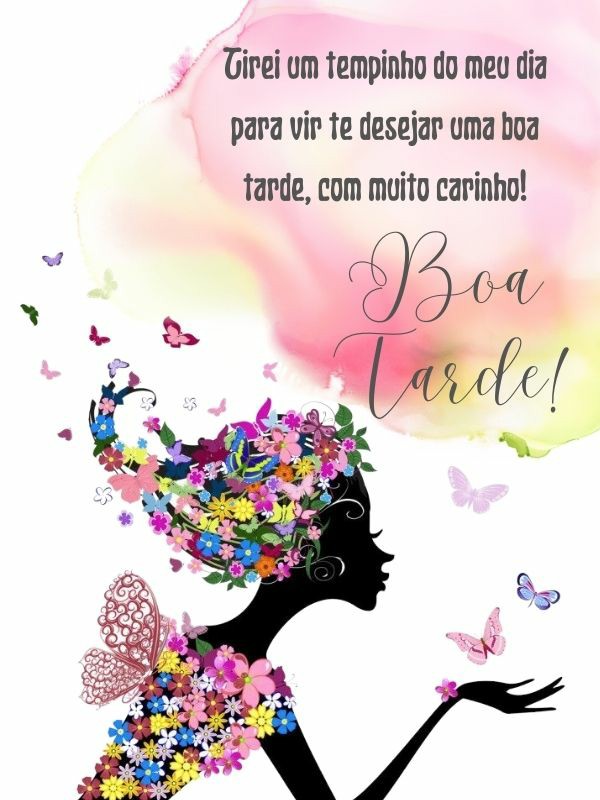 Tirei um tempinho do meu dia
para vir te desejar uma boa
tarde, com muito carinho!
Boa
Tarde!